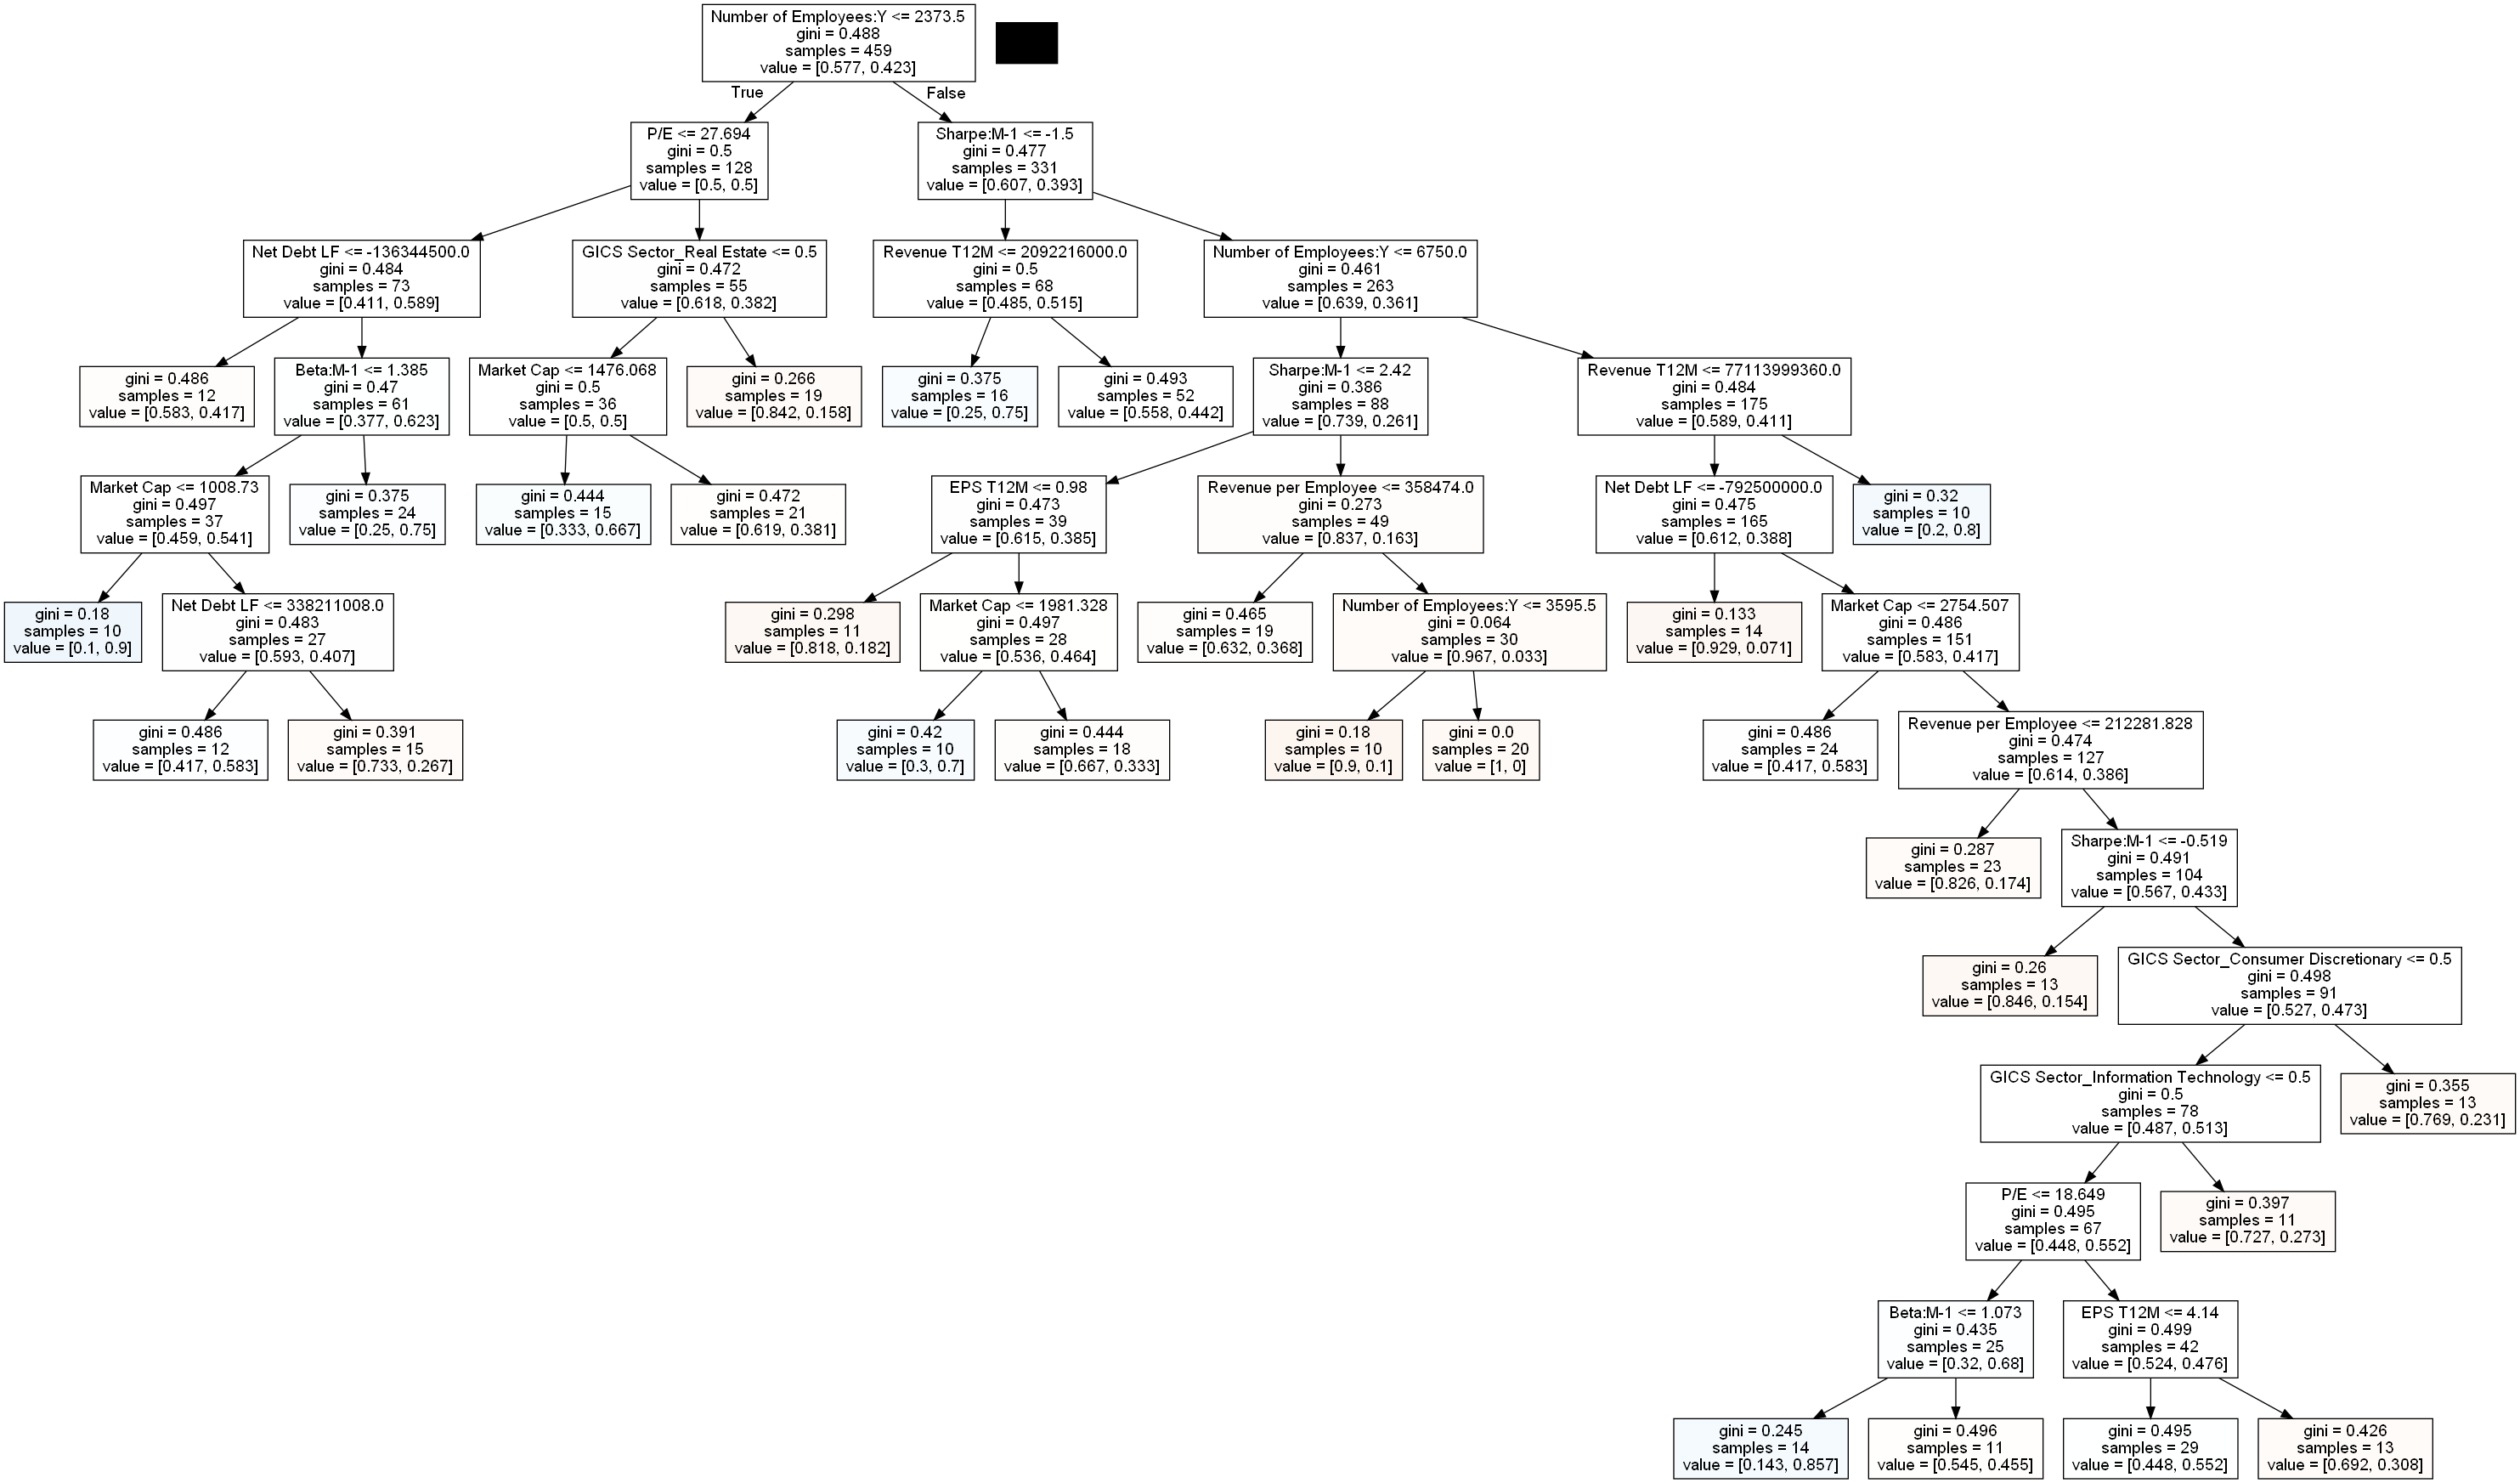 Number of Employees:Y <= 2373.5
gini = 0.488
samples = 459
value = [0.577, 0.423]
True
False
P/E <= 27.694
gini = 0.5
samples = 128
value = [0.5, 0.5]
Sharpe:M-1 <= -1.5
gini = 0.477
samples = 331
value = [0.607, 0.393]
Net Debt LF <= -136344500.0
gini = 0.484
samples = 73
value = [0.411, 0.589]
GICS Sector_Real Estate <= 0.5
gini = 0.472
samples = 55
value = [0.618, 0.382]
Revenue T12M <= 2092216000.0
gini = 0.5
samples = 68
value = [0.485, 0.515]
Number of Employees:Y <= 6750.0
gini = 0.461
samples = 263
value = [0.639, 0.361]
gini = 0.486
samples = 12
value = [0.583, 0.417]
Beta:M-1 <= 1.385
gini = 0.47
samples = 61
value = [0.377, 0.623]
Market Cap <= 1476.068
gini = 0.5
samples = 36
value = [0.5, 0.5]
gini = 0.266
samples = 19
value = [0.842, 0.158]
gini = 0.375
samples = 16
value = [0.25, 0.75]
gini = 0.493
samples = 52
value = [0.558, 0.442]
Sharpe:M-1 <= 2.42
gini = 0.386
samples = 88
value = [0.739, 0.261]
Revenue T12M <= 77113999360.0
gini = 0.484
samples = 175
value = [0.589, 0.411]
Market Cap <= 1008.73
gini = 0.497
samples = 37
value = [0.459, 0.541]
gini = 0.375
samples = 24
value = [0.25, 0.75]
gini = 0.444
samples = 15
value = [0.333, 0.667]
gini = 0.472
samples = 21
value = [0.619, 0.381]
EPS T12M <= 0.98
gini = 0.473
samples = 39
value = [0.615, 0.385]
Revenue per Employee <= 358474.0
gini = 0.273
samples = 49
value = [0.837, 0.163]
Net Debt LF <= -792500000.0
gini = 0.475
samples = 165
value = [0.612, 0.388]
gini = 0.32
samples = 10
value = [0.2, 0.8]
gini = 0.18
samples = 10
value = [0.1, 0.9]
Net Debt LF <= 338211008.0
gini = 0.483
samples = 27
value = [0.593, 0.407]
gini = 0.298
samples = 11
value = [0.818, 0.182]
Market Cap <= 1981.328
gini = 0.497
samples = 28
value = [0.536, 0.464]
gini = 0.465
samples = 19
value = [0.632, 0.368]
Number of Employees:Y <= 3595.5
gini = 0.064
samples = 30
value = [0.967, 0.033]
gini = 0.133
samples = 14
value = [0.929, 0.071]
Market Cap <= 2754.507
gini = 0.486
samples = 151
value = [0.583, 0.417]
gini = 0.486
samples = 12
value = [0.417, 0.583]
gini = 0.391
samples = 15
value = [0.733, 0.267]
gini = 0.42
samples = 10
value = [0.3, 0.7]
gini = 0.444
samples = 18
value = [0.667, 0.333]
gini = 0.18
samples = 10
value = [0.9, 0.1]
gini = 0.0
samples = 20
value = [1, 0]
gini = 0.486
samples = 24
value = [0.417, 0.583]
Revenue per Employee <= 212281.828
gini = 0.474
samples = 127
value = [0.614, 0.386]
gini = 0.287
samples = 23
value = [0.826, 0.174]
Sharpe:M-1 <= -0.519
gini = 0.491
samples = 104
value = [0.567, 0.433]
gini = 0.26
samples = 13
value = [0.846, 0.154]
GICS Sector_Consumer Discretionary <= 0.5
gini = 0.498
samples = 91
value = [0.527, 0.473]
GICS Sector_Information Technology <= 0.5
gini = 0.5
samples = 78
value = [0.487, 0.513]
gini = 0.355
samples = 13
value = [0.769, 0.231]
P/E <= 18.649
gini = 0.495
samples = 67
value = [0.448, 0.552]
gini = 0.397
samples = 11
value = [0.727, 0.273]
Beta:M-1 <= 1.073
gini = 0.435
samples = 25
value = [0.32, 0.68]
EPS T12M <= 4.14
gini = 0.499
samples = 42
value = [0.524, 0.476]
gini = 0.245
samples = 14
value = [0.143, 0.857]
gini = 0.496
samples = 11
value = [0.545, 0.455]
gini = 0.495
samples = 29
value = [0.448, 0.552]
gini = 0.426
samples = 13
value = [0.692, 0.308]